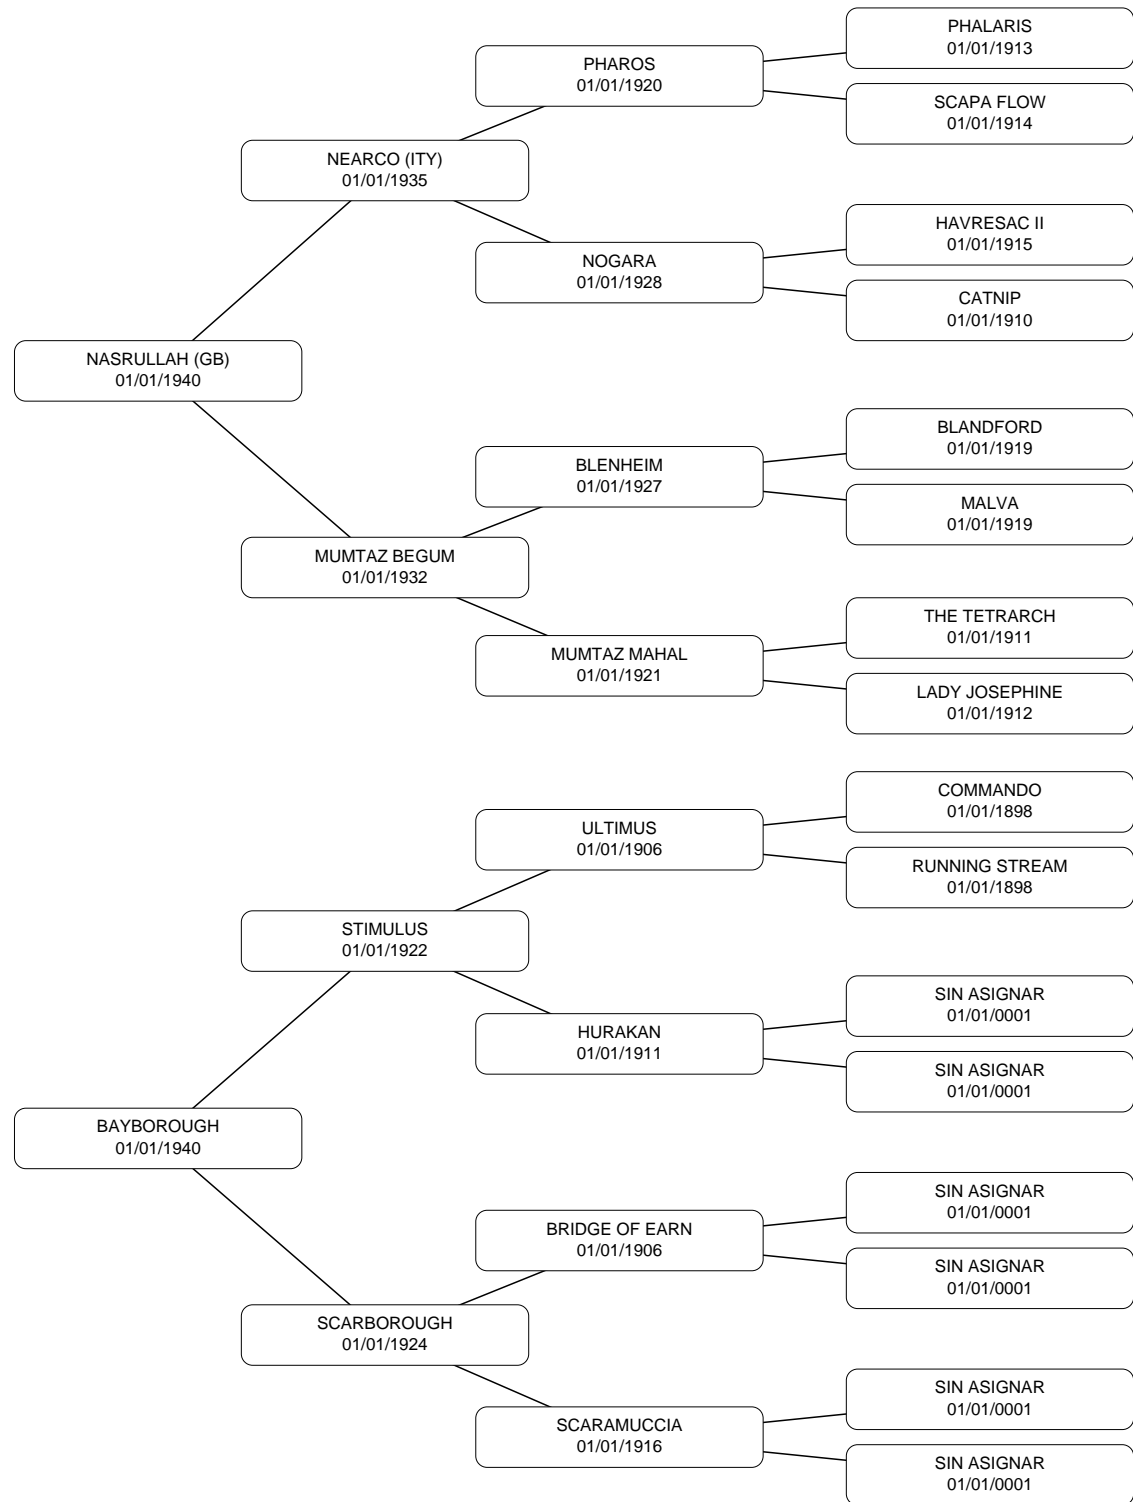 PHALARIS
01/01/1913
PHAROS
01/01/1920
SCAPA FLOW
01/01/1914
NEARCO (ITY)
01/01/1935
HAVRESAC II
01/01/1915
NOGARA
01/01/1928
CATNIP
01/01/1910
NASRULLAH (GB)
01/01/1940
BLANDFORD
01/01/1919
BLENHEIM
01/01/1927
MALVA
01/01/1919
MUMTAZ BEGUM
01/01/1932
THE TETRARCH
01/01/1911
MUMTAZ MAHAL
01/01/1921
LADY JOSEPHINE
01/01/1912
COMMANDO
01/01/1898
ULTIMUS
01/01/1906
RUNNING STREAM
01/01/1898
STIMULUS
01/01/1922
SIN ASIGNAR
01/01/0001
HURAKAN
01/01/1911
SIN ASIGNAR
01/01/0001
BAYBOROUGH
01/01/1940
SIN ASIGNAR
01/01/0001
BRIDGE OF EARN
01/01/1906
SIN ASIGNAR
01/01/0001
SCARBOROUGH
01/01/1924
SIN ASIGNAR
01/01/0001
SCARAMUCCIA
01/01/1916
SIN ASIGNAR
01/01/0001